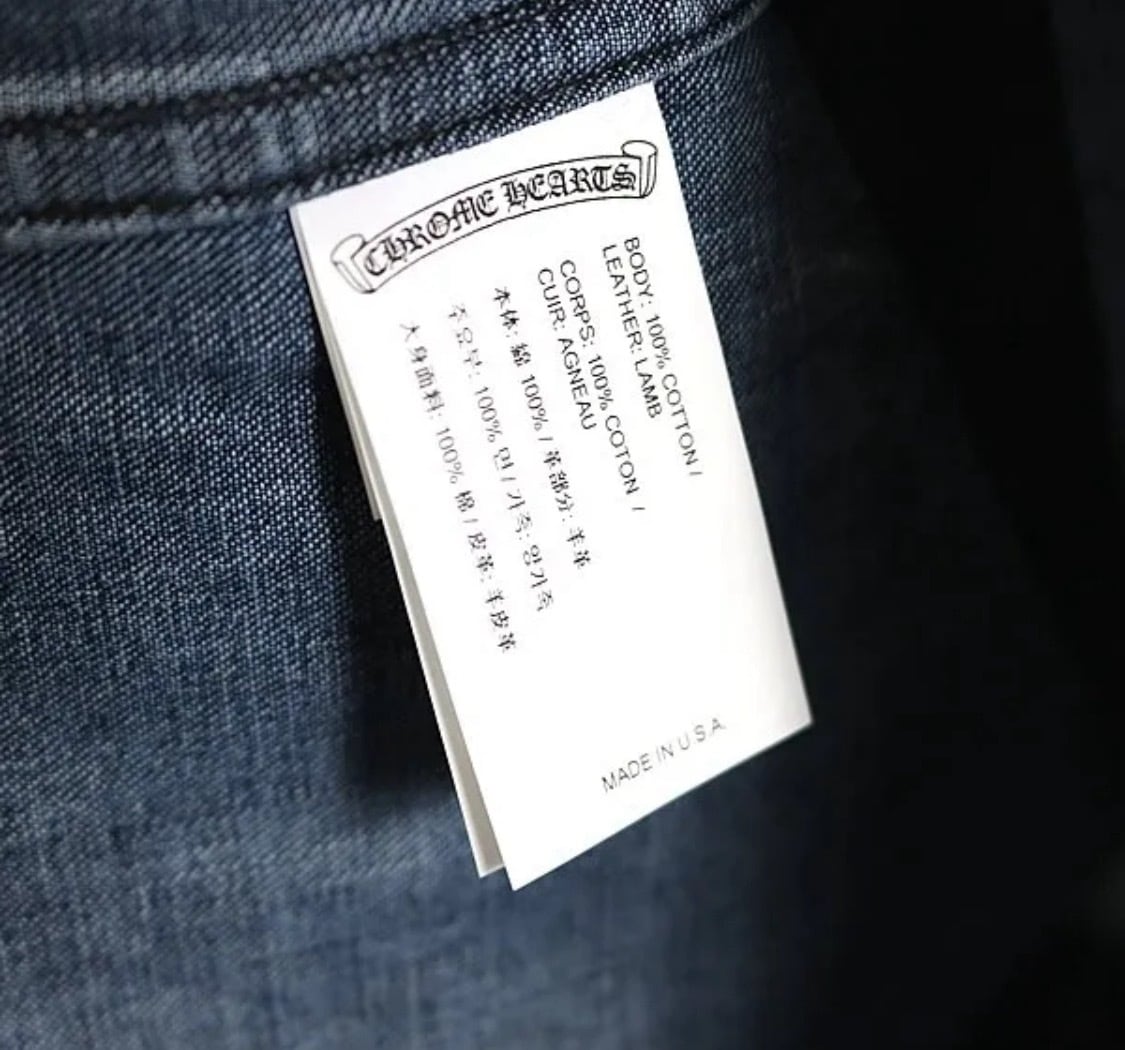 CHROME HEARTS
BODY: 100% COTTON /
LEATHER: LAMB
CORPS: 100% COTON /
CUIR: AGNEAU
本体: 綿 100% / 革部分: 羊革
주요부: 100% 면 / 가죽: 양가죽
大身面料: 100% 棉 / 皮革: 羊皮革
MADE IN U.S.A.